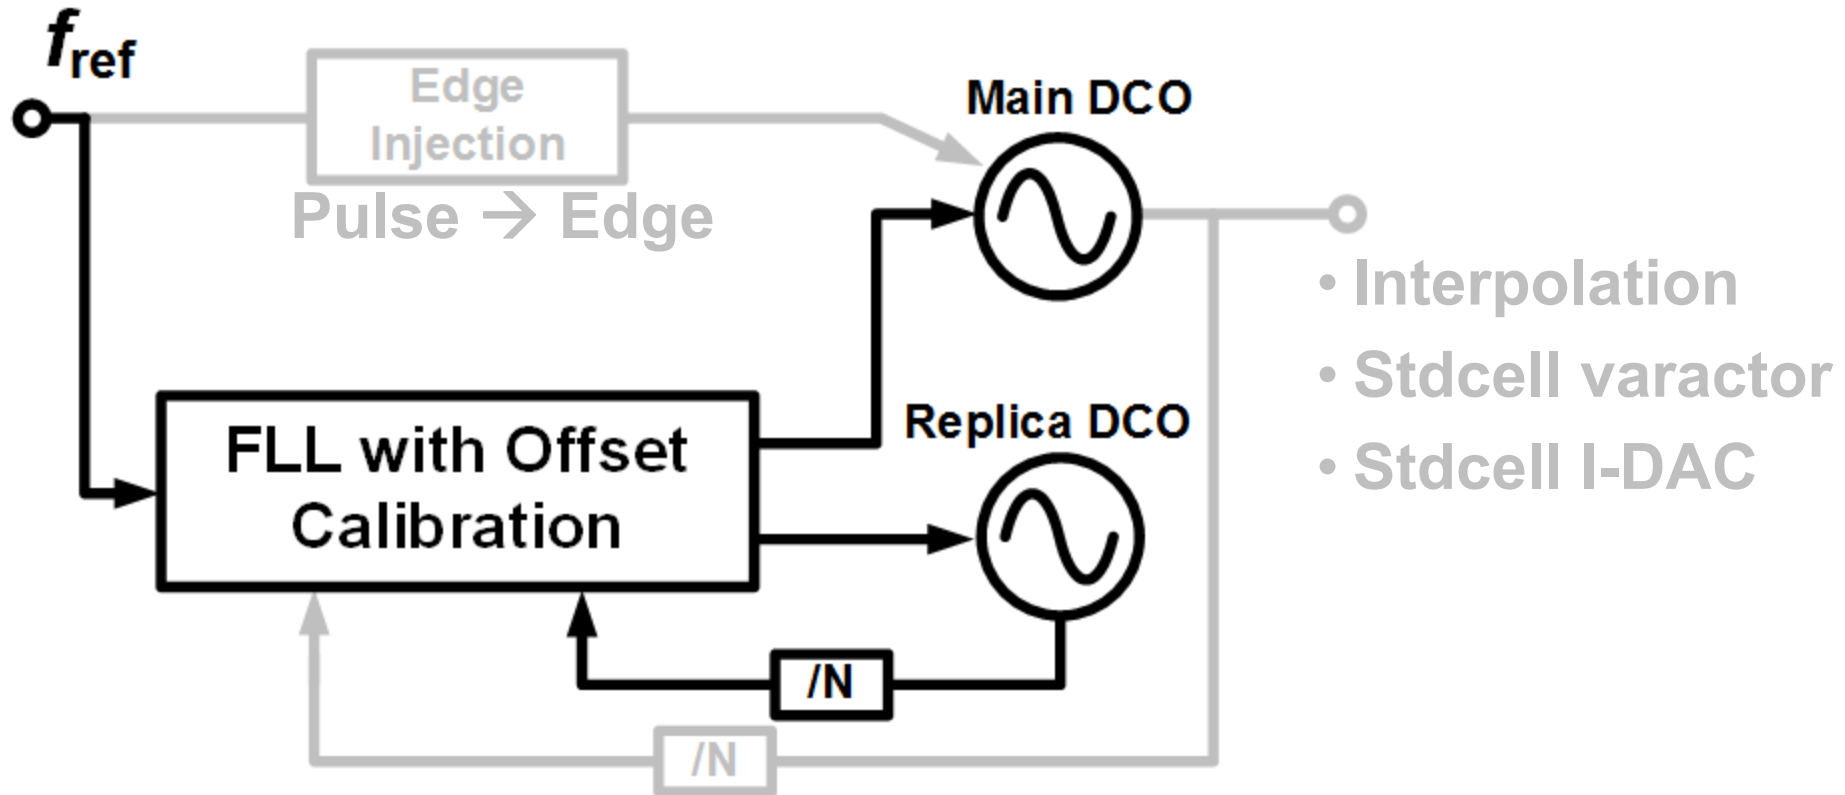 fref
Edge
Injection
Pulse → Edge
Main DCO
• Interpolation
• Stdcell varactor
• Stdcell I-DAC
FLL with Offset
Calibration
Replica DCO
/N
/N